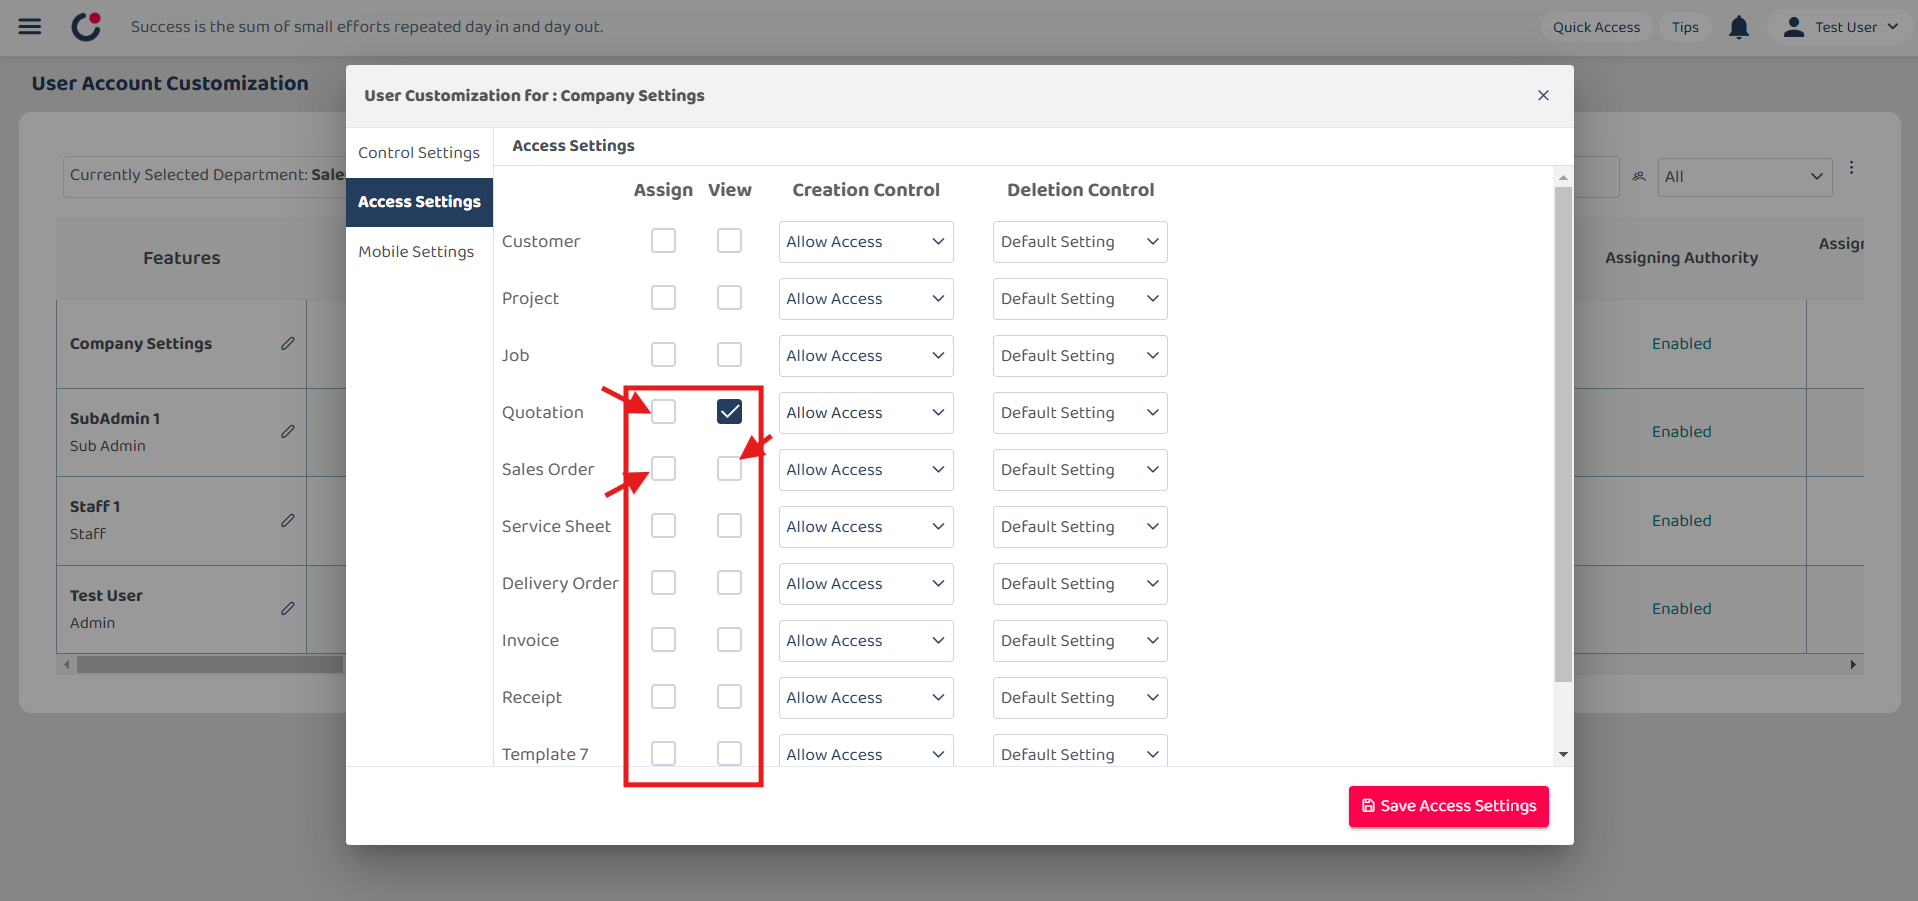 Success is the sum of small efforts repeated day in and day out.
Quick Access
Tips
Test User
User Account Customization
User Customization for : Company Settings
Control Settings
Access Settings
Mobile Settings
Access Settings
Currently Selected Department: Sale
All
Features
Assigning Authority
Assign
Company Settings
Enabled
SubAdmin 1
Sub Admin
Enabled
Staff 1
Staff
Enabled
Test User
Admin
Enabled
Assign View Creation Control Deletion Control
Customer Allow Access Default Setting
Project Allow Access Default Setting
Job Allow Access Default Setting
Quotation Allow Access Default Setting
Sales Order Allow Access Default Setting
Service Sheet Allow Access Default Setting
Delivery Order Allow Access Default Setting
Invoice Allow Access Default Setting
Receipt Allow Access Default Setting
Template 7 Allow Access Default Setting
Save Access Settings